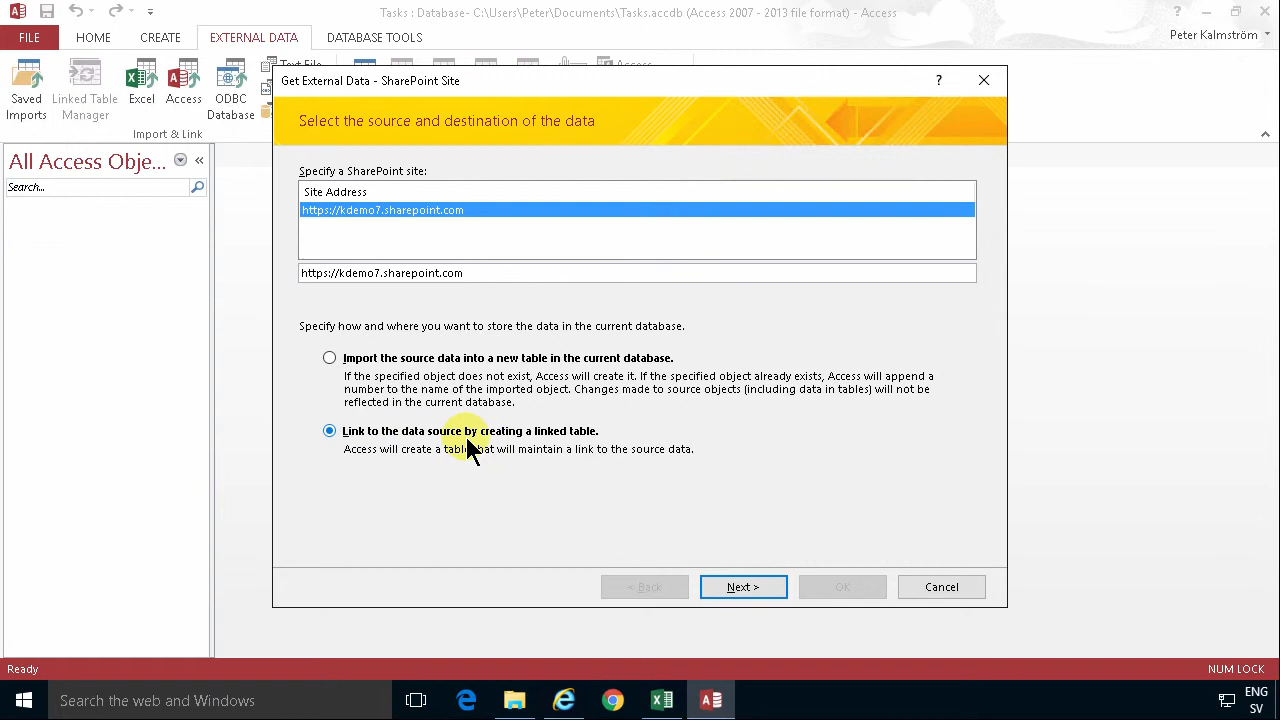 Tasks : Database- C:\Users\Peter\Documents\Tasks.accdb (Access 2007 - 2013 file format) - Access
FILE
HOME
CREATE
EXTERNAL DATA
DATABASE TOOLS
Peter Kalmström
Saved Imports
Linked Table Manager
Excel
Access
ODBC Database
Text File
Access
Import & Link
All Access Obje...
Search...
Get External Data - SharePoint Site
?
Select the source and destination of the data
Specify a SharePoint site:
Site Address
https://kdemo7.sharepoint.com
https://kdemo7.sharepoint.com
Specify how and where you want to store the data in the current database.
Import the source data into a new table in the current database.
If the specified object does not exist, Access will create it. If the specified object already exists, Access will append a
number to the name of the imported object. Changes made to source objects (including data in tables) will not be
reflected in the current database.
Link to the data source by creating a linked table.
Access will create a table that will maintain a link to the source data.
< Back
Next >
OK
Cancel
Ready
NUM LOCK
Search the web and Windows
ENG
SV